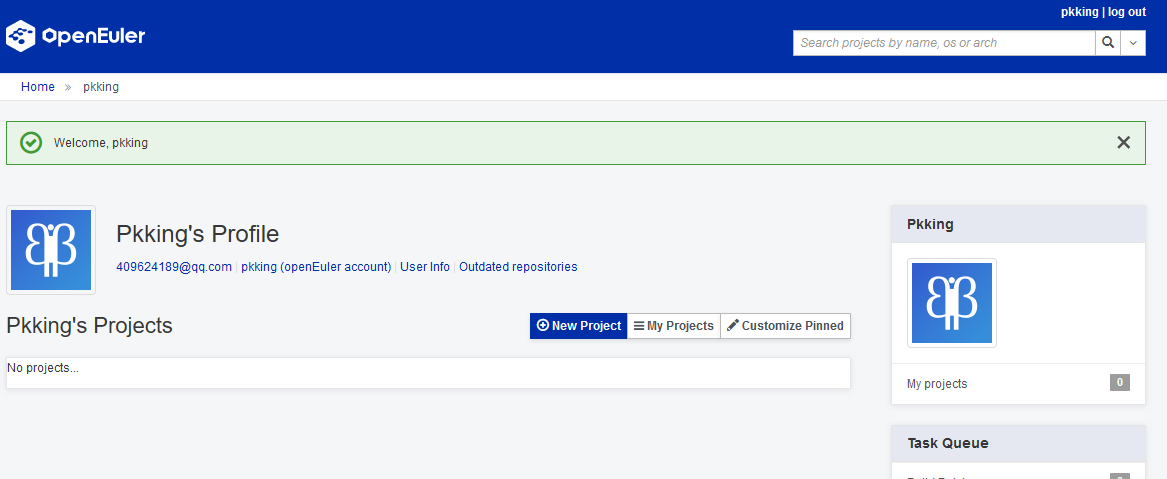 pkking | log out
OpenEuler
Search projects by name, os or arch
Home » pkking
Welcome, pkking
Pkking's Profile
409624189@qq.com | pkking (openEuler account) | User Info | Outdated repositories
Pkking's Projects
New Project
My Projects
Customize Pinned
No projects...
Pkking
My projects 0
Task Queue